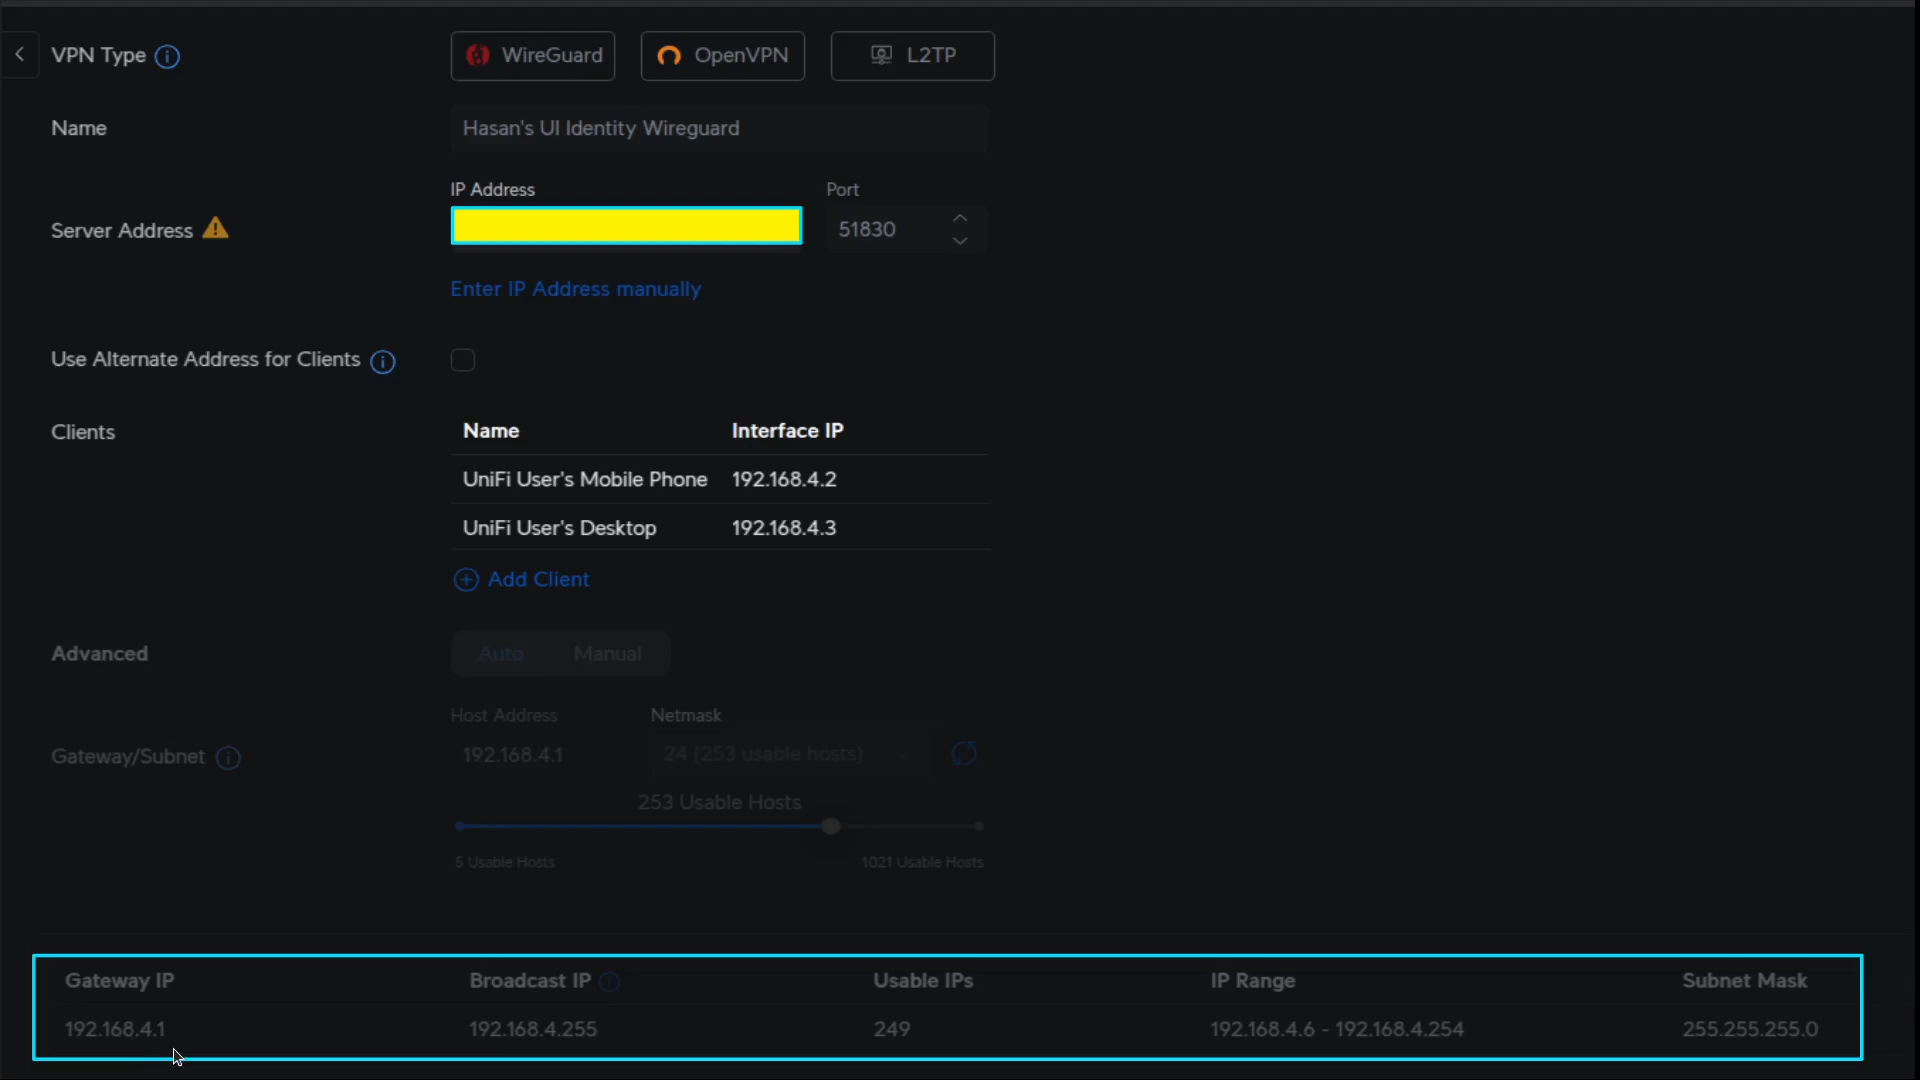 VPN Type WireGuard OpenVPN L2TP
Name Hasan's UI Identity Wireguard
IP Address Port
Server Address 51830
Enter IP Address manually
Use Alternate Address for Clients
Clients Name Interface IP
UniFi User's Mobile Phone 192.168.4.2
UniFi User's Desktop 192.168.4.3
Add Client
Advanced Auto Manual
Host Address Netmask
Gateway/Subnet 192.168.4.1 24 (253 usable hosts)
253 Usable Hosts
5 Usable Hosts 1021 Usable Hosts
Gateway IP Broadcast IP Usable IPs IP Range Subnet Mask
192.168.4.1 192.168.4.255 249 192.168.4.6 - 192.168.4.254 255.255.255.0